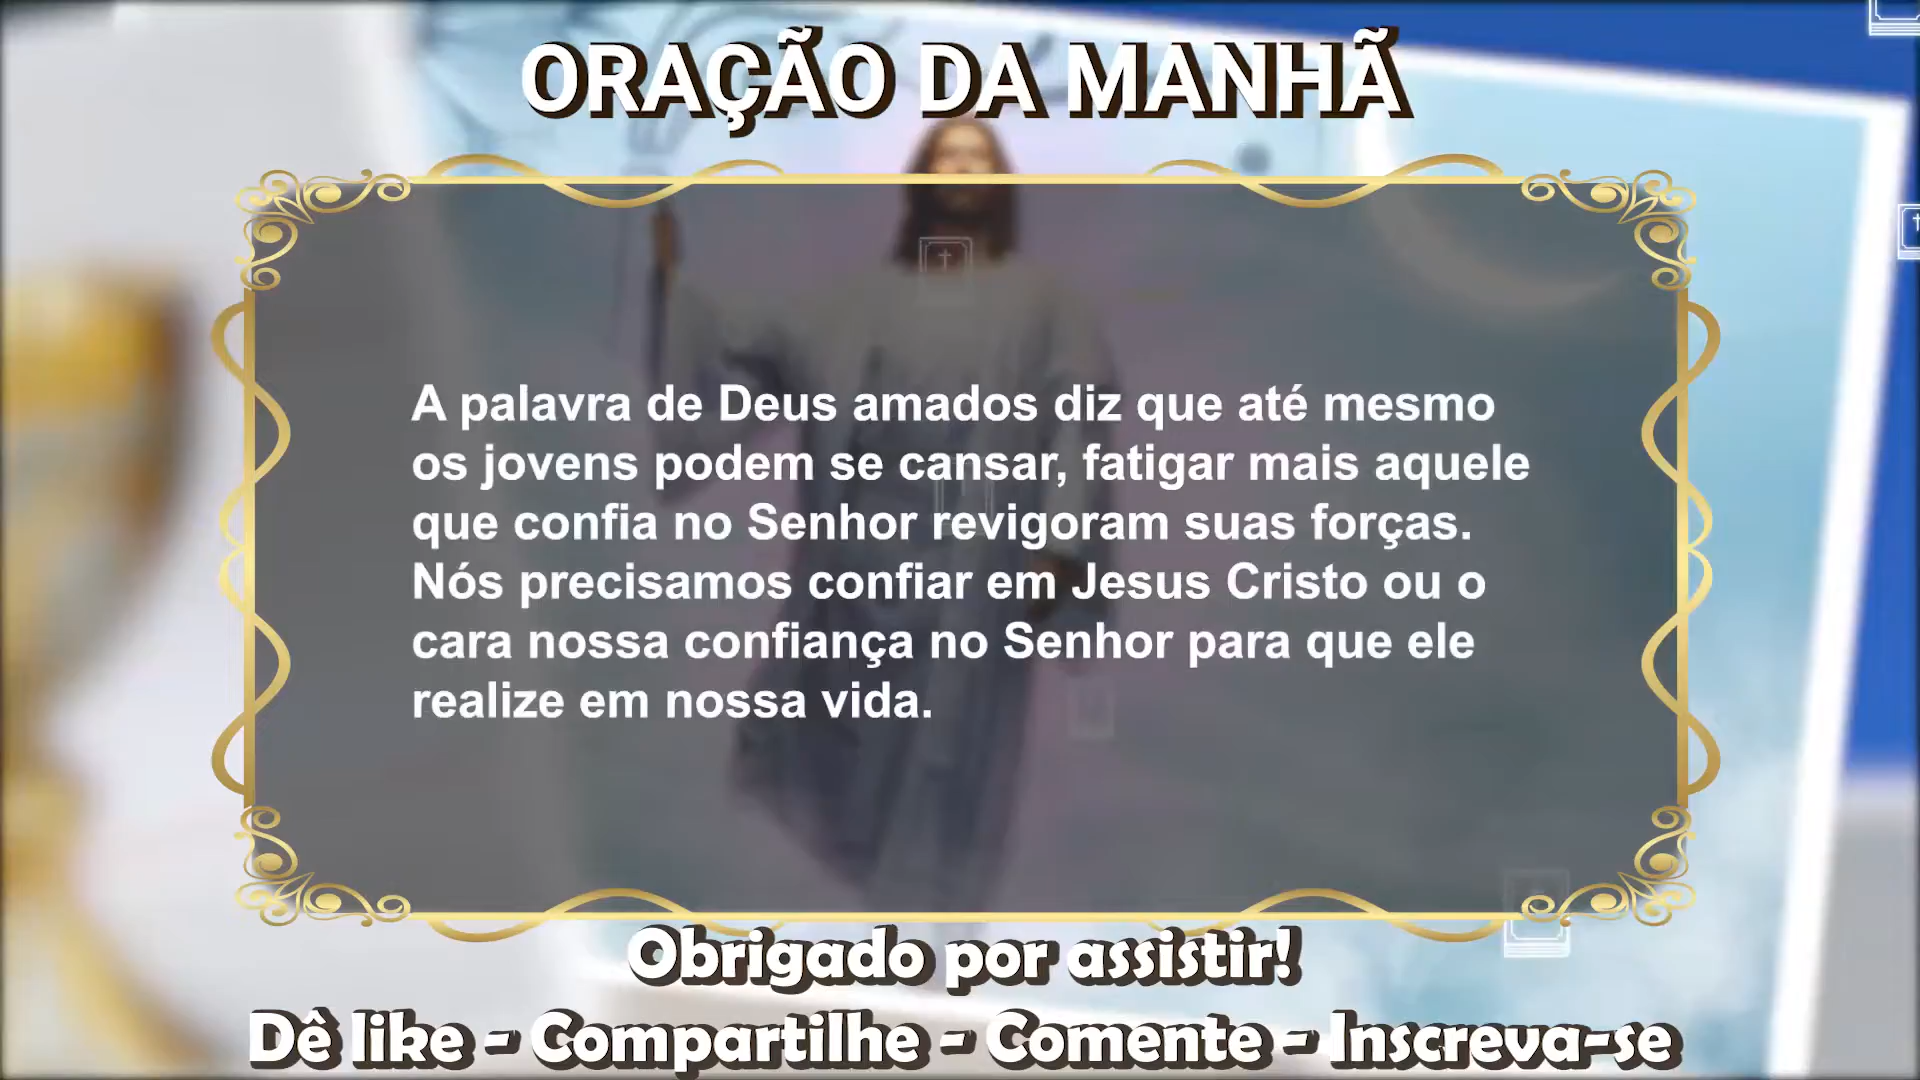 ORAÇÃO DA MANHÃ
A palavra de Deus amados diz que até mesmo
os jovens podem se cansar, fatigar mais aquele
que confia no Senhor revigoram suas forças.
Nós precisamos confiar em Jesus Cristo ou o
cara nossa confiança no Senhor para que ele
realize em nossa vida.
Obrigado por assistir!
Dê like - Compartilhe - Comente - Inscreva-se